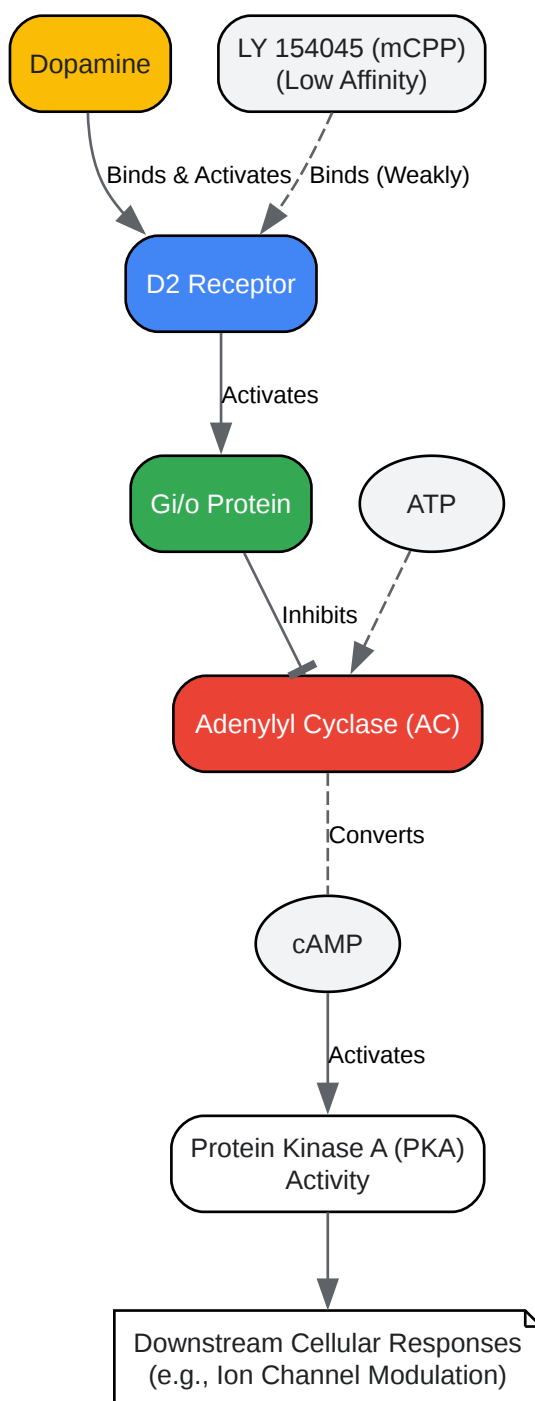 Dopamine
LY 154045 (mCPP)
(Low Affinity)
Binds & Activates
Binds (Weakly)
D2 Receptor
Activates
Gi/o Protein
ATP
Inhibits
Adenylyl Cyclase (AC)
Converts
cAMP
Activates
Protein Kinase A (PKA)
Activity
Downstream Cellular Responses
(e.g., Ion Channel Modulation)